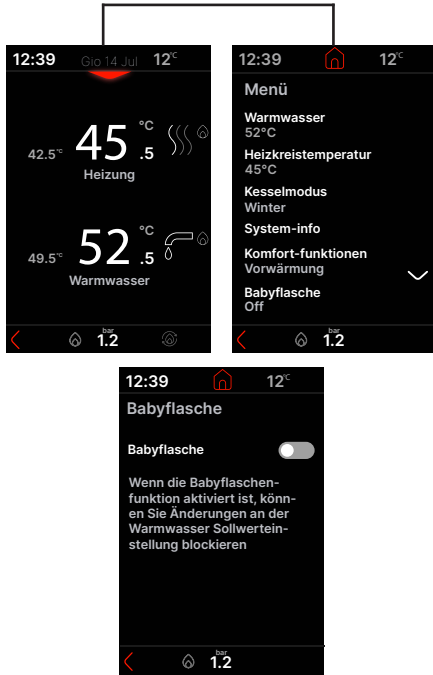 12:39 Gio 14 Jul 12°C
42.5°C 45.5 °C
Heizung
49.5°C 52.5 °C
Warmwasser
bar
1.2
12:39 12°C
Menü
Warmwasser
52°C
Heizkreistemperatur
45°C
Kesselmodus
Winter
System-info
Komfort-funktionen
Vorwärmung
Babyflasche
Off
bar
1.2
12:39 12°C
Babyflasche
Babyflasche
Wenn die Babyflaschen-
funktion aktiviert ist, könn-
en Sie Änderungen an der
Warmwasser Sollwertein-
stellung blockieren
bar
1.2